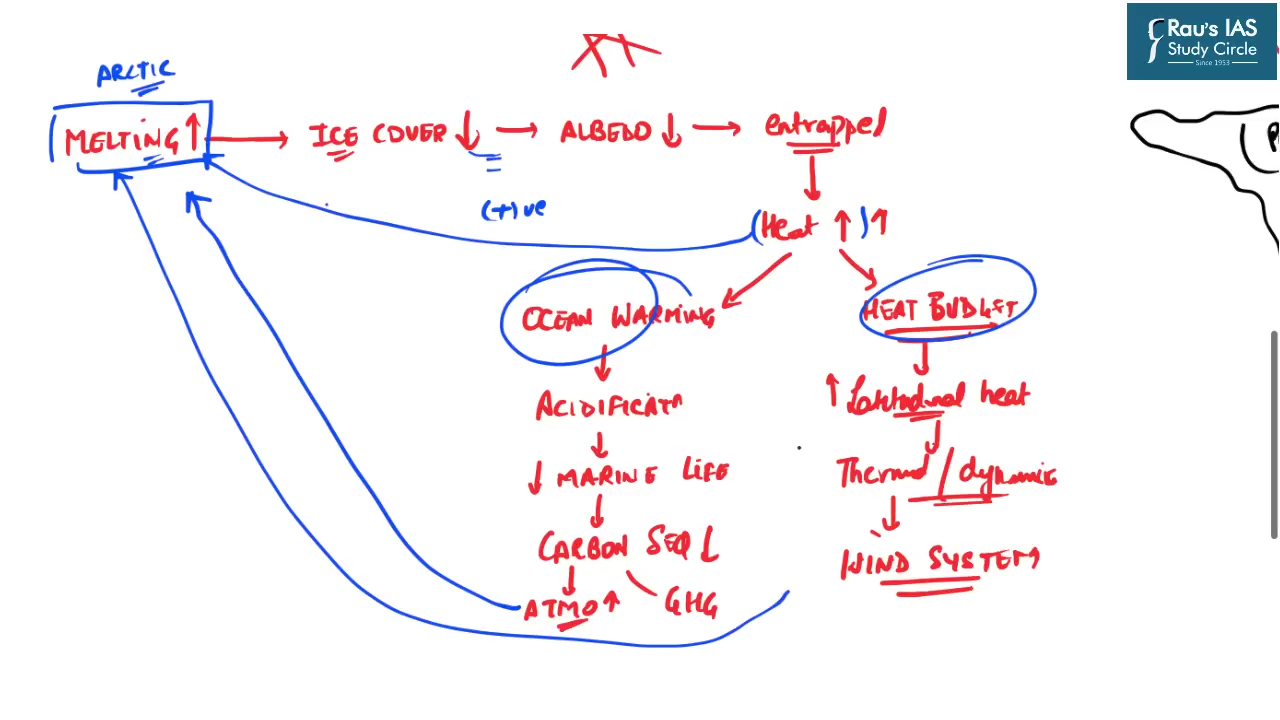 Rau's IAS
Study Circle
Since 1953
ARCTIC
MELTING ↑ → ICE COVER ↓ → ALBEDO ↓ → entrapped
(+)ve
(Heat ↑) ↑
OCEAN WARMING
HEAT BUDGET
ACIDIFICATn
↑ Latitudinal heat
↓ MARINE LIFE
Thermal / dynamic
CARBON SEQ ↓
WIND SYSTEM
ATMO ↑
GHG